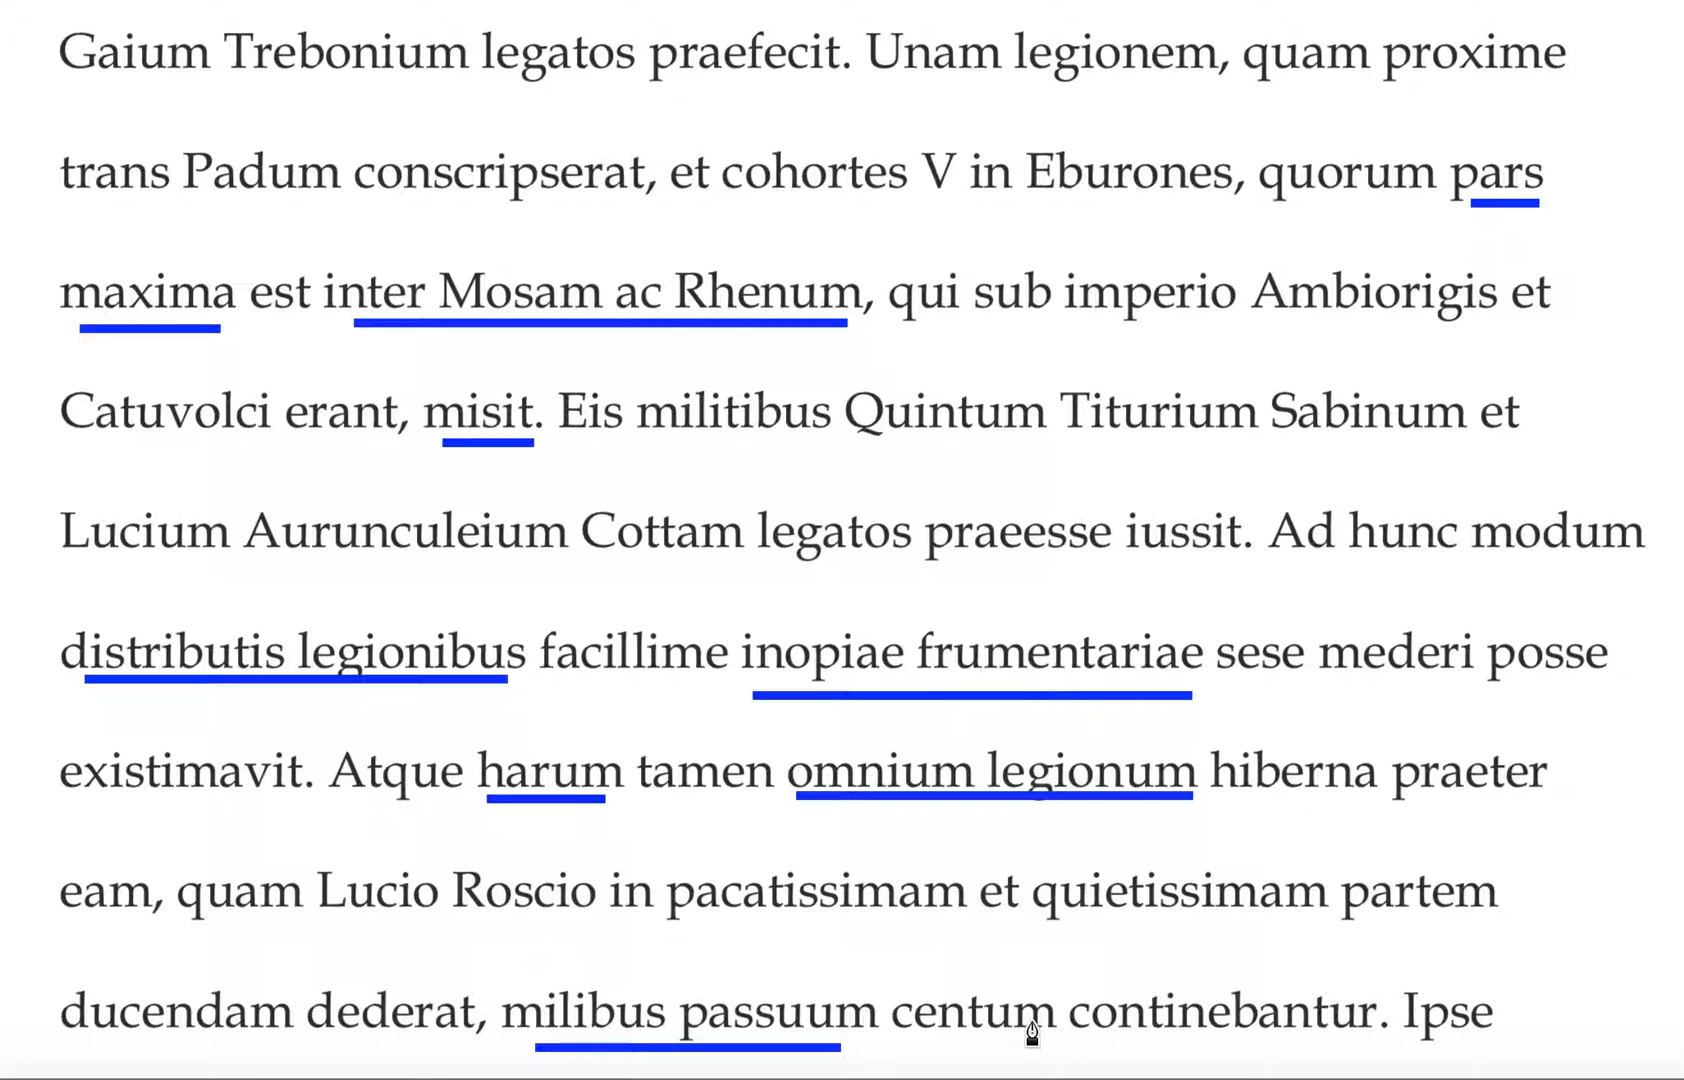 Gaium Trebonium legatos praefecit. Unam legionem, quam proxime
trans Padum conscripserat, et cohortes V in Eburones, quorum pars
maxima est inter Mosam ac Rhenum, qui sub imperio Ambiorigis et
Catuvolci erant, misit. Eis militibus Quintum Titurium Sabinum et
Lucium Aurunculeium Cottam legatos praeesse iussit. Ad hunc modum
distributis legionibus facillime inopiae frumentariae sese mederi posse
existimavit. Atque harum tamen omnium legionum hiberna praeter
eam, quam Lucio Roscio in pacatissimam et quietissimam partem
ducendam dederat, milibus passuum centum continebantur. Ipse